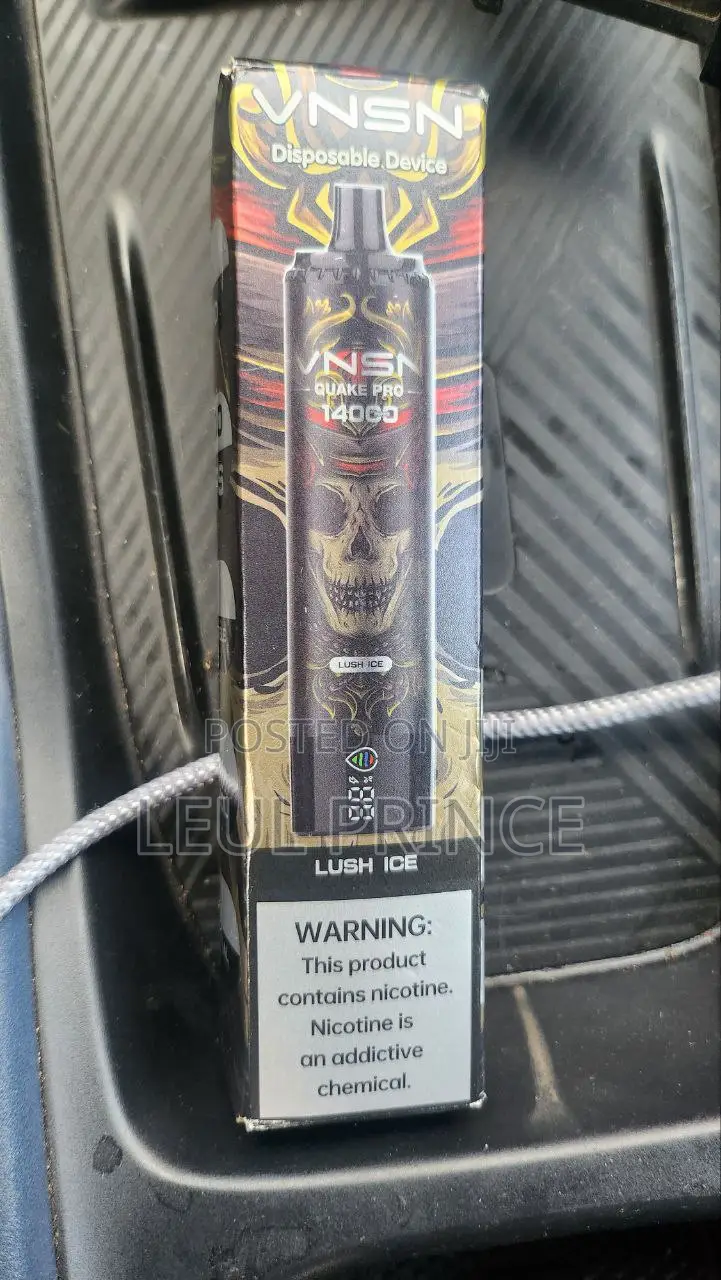 VNSN
Disposable Device
VNSN
QUAKE PRO
14000
LUSH ICE
POSTED ON JIJI
LEUL PRINCE
LUSH ICE
WARNING:
This product
contains nicotine.
Nicotine is
an addictive
chemical.